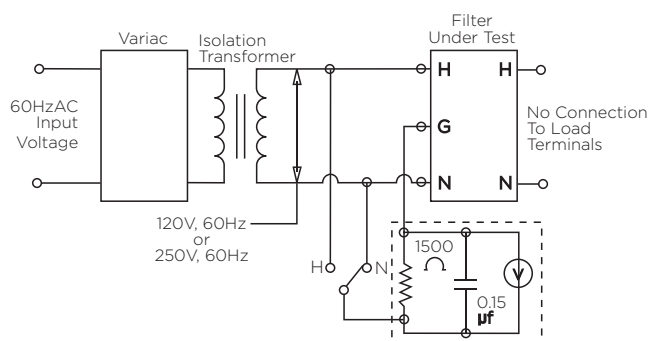 Filter
Under Test
Variac
Isolation
Transformer
H
H
60HzAC
Input
Voltage
G
No Connection
To Load
Terminals
N
N
120V, 60Hz
or
250V, 60Hz
H
N
1500
Ω
V
0.15
µf